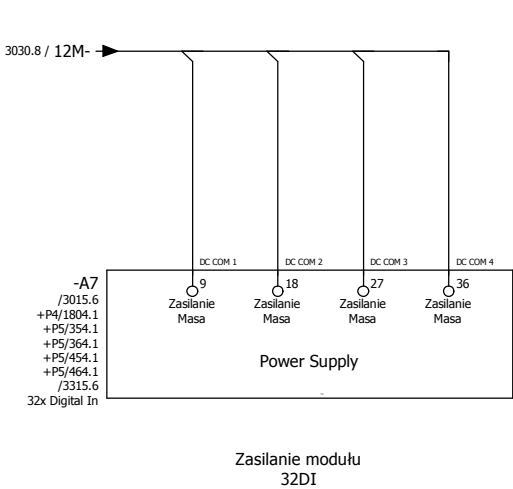 3030.8 / 12M-
DC COM 1 DC COM 2 DC COM 3 DC COM 4
-A7
9 18 27 36
/3015.6
Zasilanie Zasilanie Zasilanie Zasilanie
+P4/1804.1
Masa Masa Masa Masa
+P5/354.1
+P5/364.1
Power Supply
+P5/454.1
+P5/464.1
/3315.6
32x Digital In
Zasilanie modułu
32DI